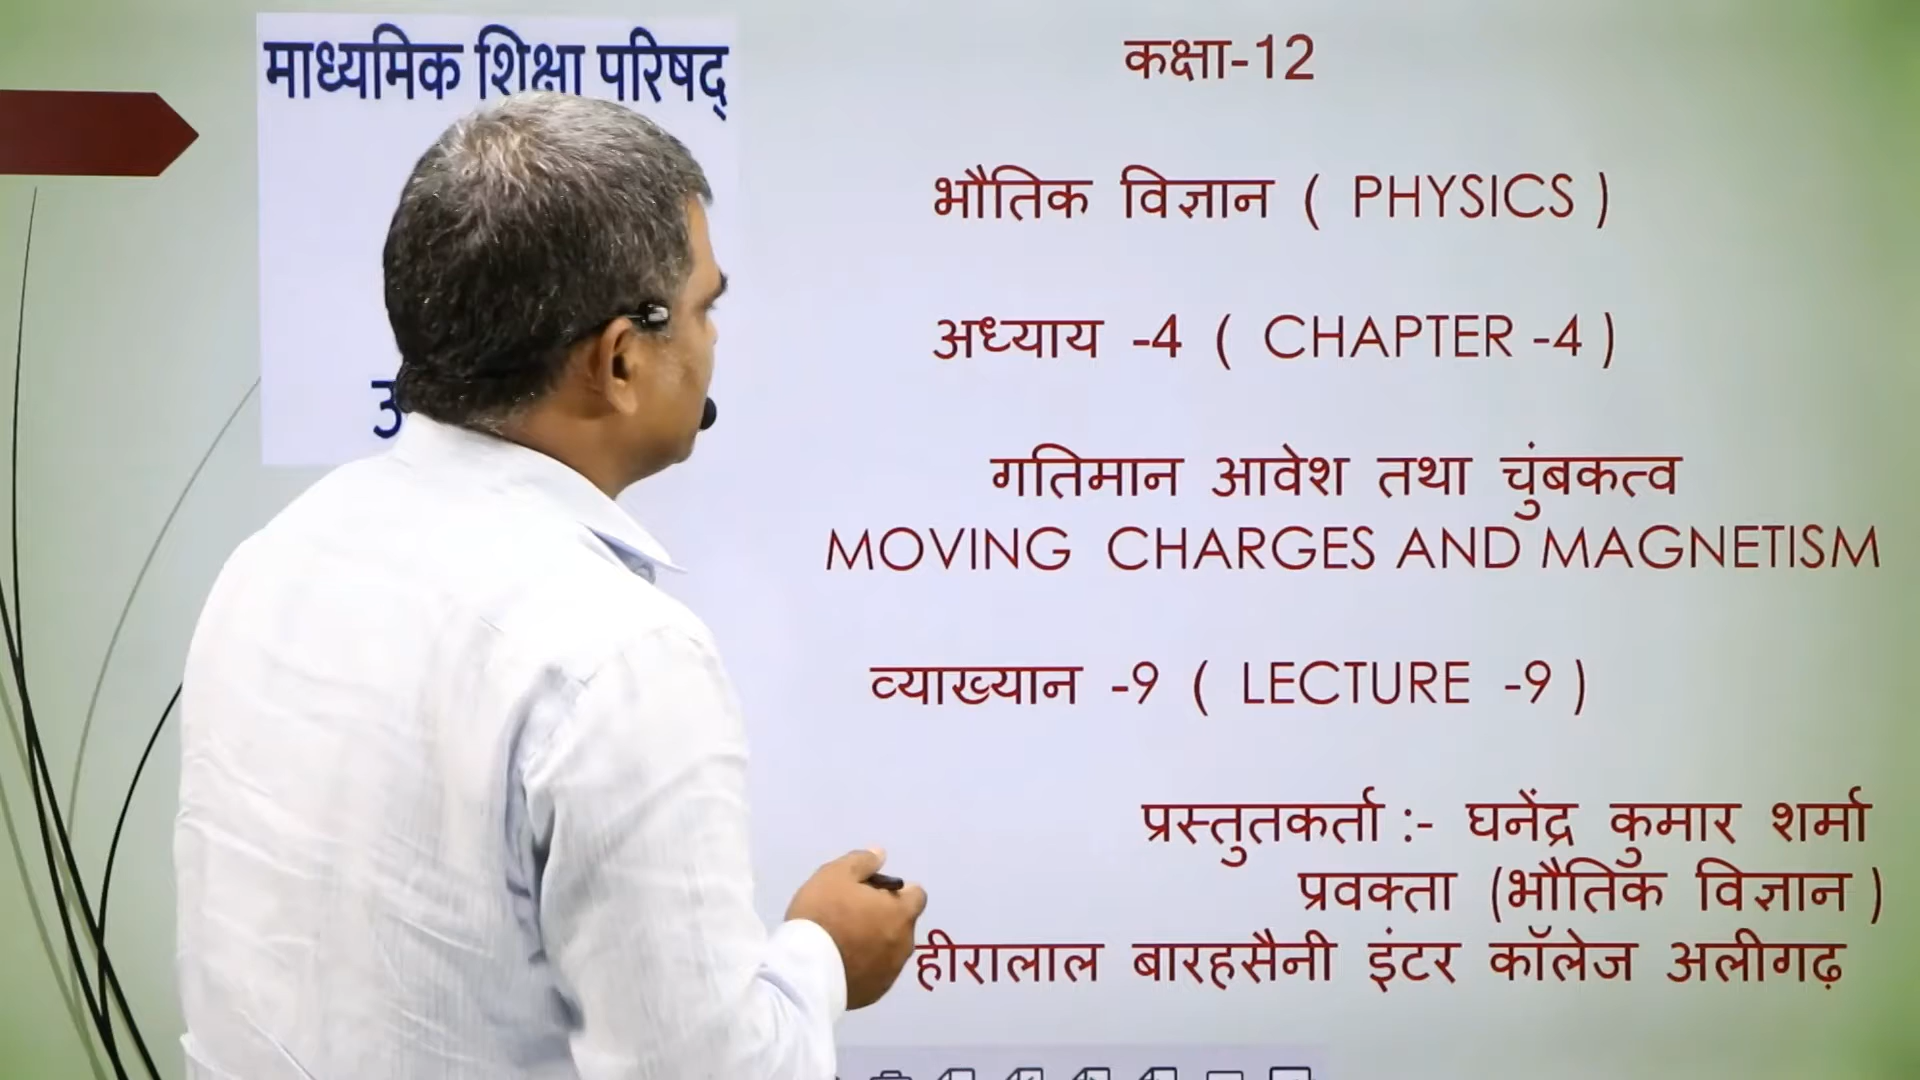 माध्यमिक शिक्षा परिषद्
कक्षा-12
भौतिक विज्ञान ( PHYSICS )
अध्याय -4 ( CHAPTER -4 )
गतिमान आवेश तथा चुंबकत्व
MOVING CHARGES AND MAGNETISM
व्याख्यान -9 ( LECTURE -9 )
प्रस्तुतकर्ता :- घनेंद्र कुमार शर्मा
प्रवक्ता (भौतिक विज्ञान )
हीरालाल बारहसैनी इंटर कॉलेज अलीगढ़